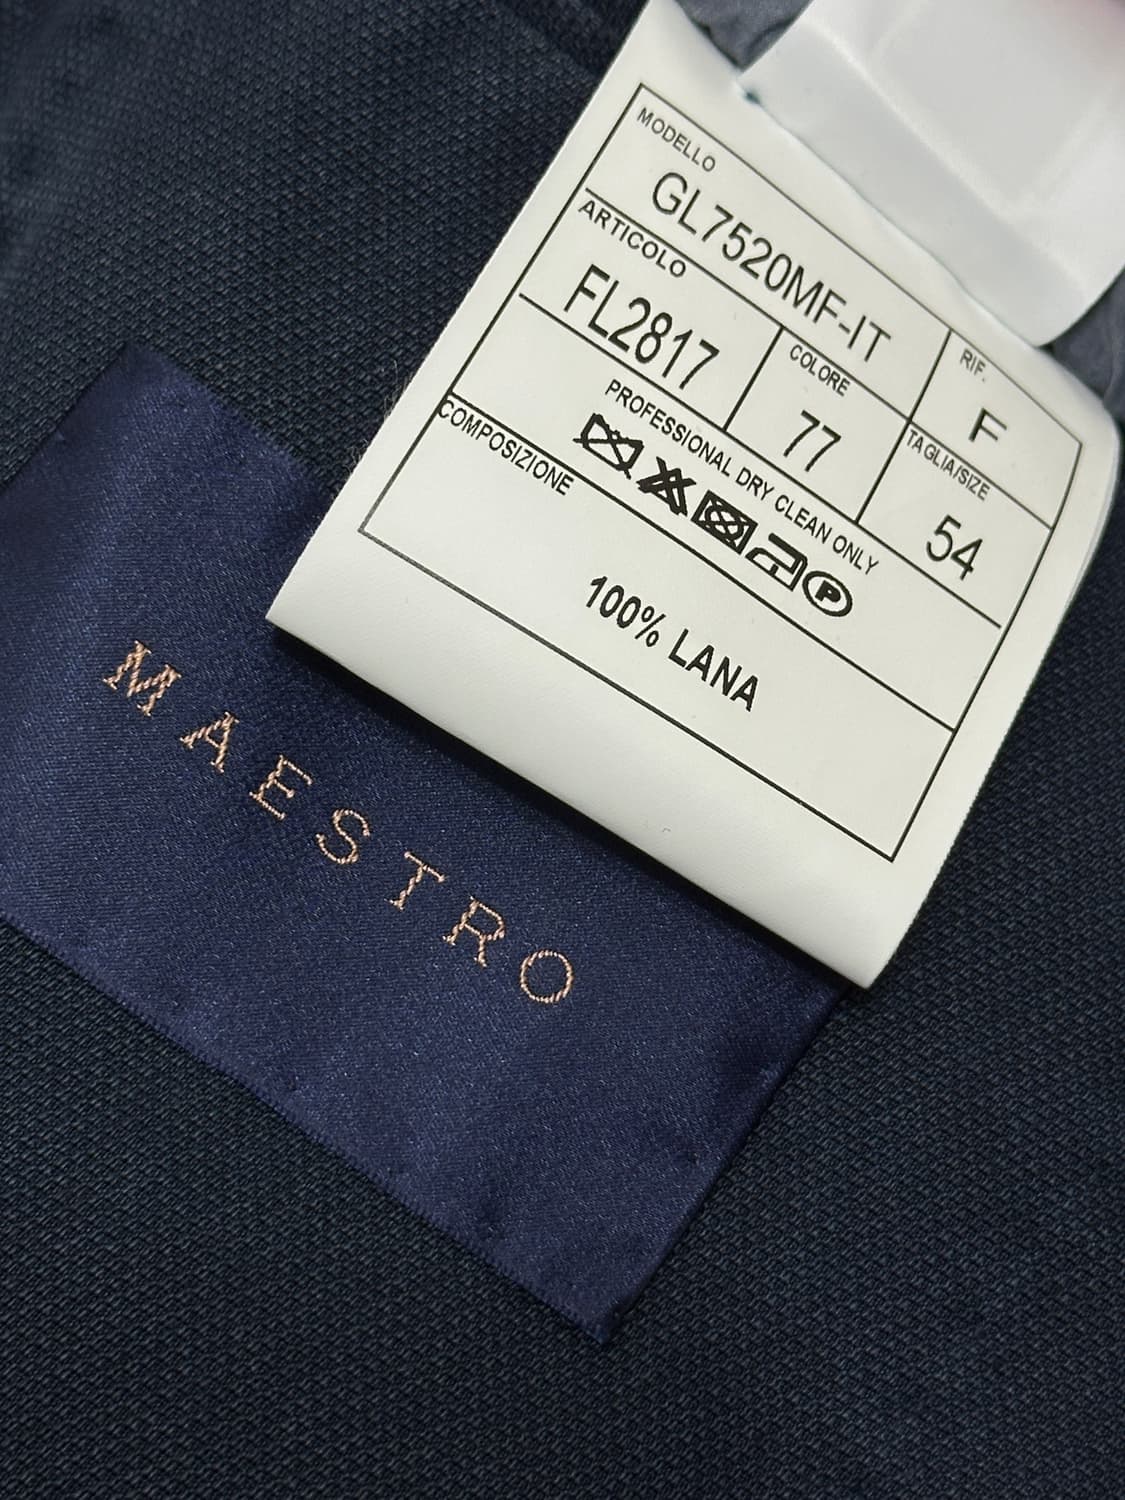 MODELLO
GL7520MF-IT
RIF.
F
ARTICOLO
FL2817
COLORE
77
TAGLIA/SIZE
54
PROFESSIONAL DRY CLEAN ONLY
P
COMPOSIZIONE
100% LANA
MAESTRO